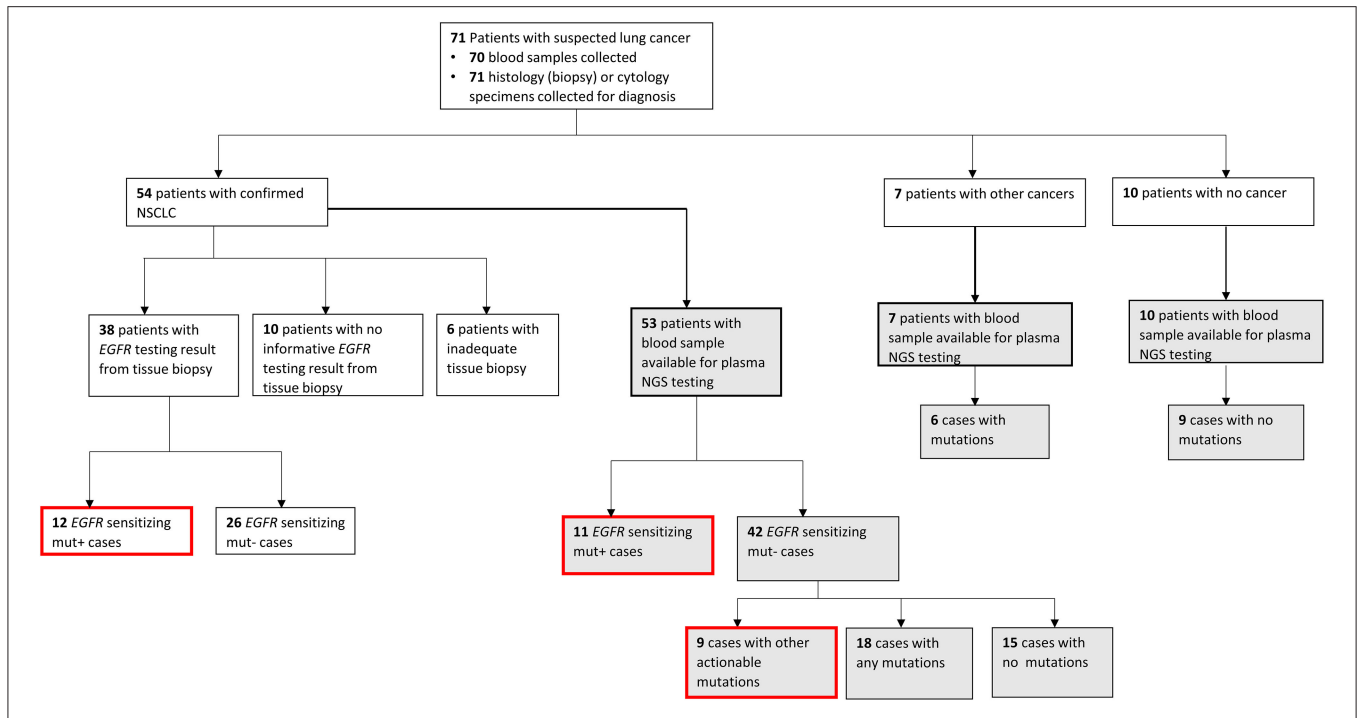 71 Patients with suspected lung cancer
• 70 blood samples collected
• 71 histology (biopsy) or cytology
specimens collected for diagnosis
54 patients with confirmed
NSCLC
7 patients with other cancers
10 patients with no cancer
38 patients with
EGFR testing result
from tissue biopsy
10 patients with no
informative EGFR
testing result from
tissue biopsy
6 patients with
inadequate
tissue biopsy
53 patients with
blood sample
available for plasma
NGS testing
7 patients with blood
sample available for plasma
NGS testing
10 patients with blood
sample available for plasma
NGS testing
6 cases with
mutations
9 cases with no
mutations
12 EGFR sensitizing
mut+ cases
26 EGFR sensitizing
mut- cases
11 EGFR sensitizing
mut+ cases
42 EGFR sensitizing
mut- cases
9 cases with other
actionable
mutations
18 cases with
any mutations
15 cases with
no mutations